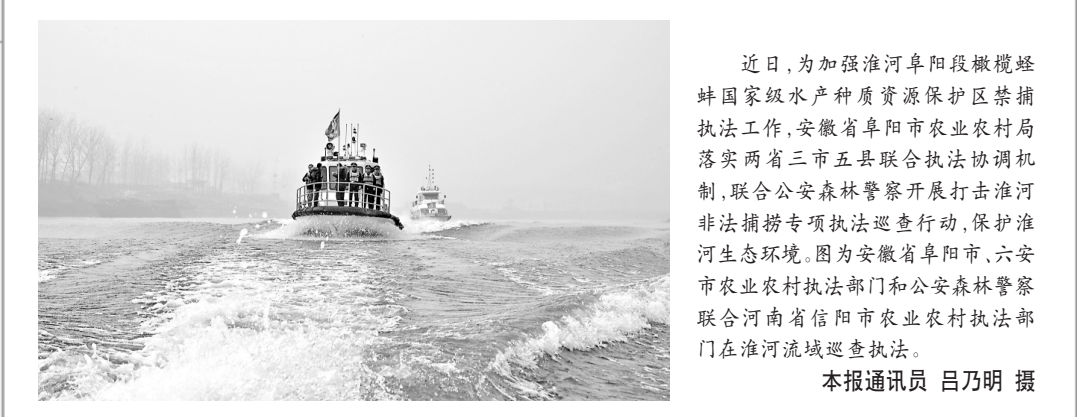 近日,为加强淮河阜阳段橄榄蛏
蚌国家级水产种质资源保护区禁捕
执法工作,安徽省阜阳市农业农村局
落实两省三市五县联合执法协调机
制,联合公安森林警察开展打击淮河
非法捕捞专项执法巡查行动,保护淮
河生态环境。图为安徽省阜阳市、六安
市农业农村执法部门和公安森林警察
联合河南省信阳市农业农村执法部
门在淮河流域巡查执法。
本报通讯员 吕乃明 摄